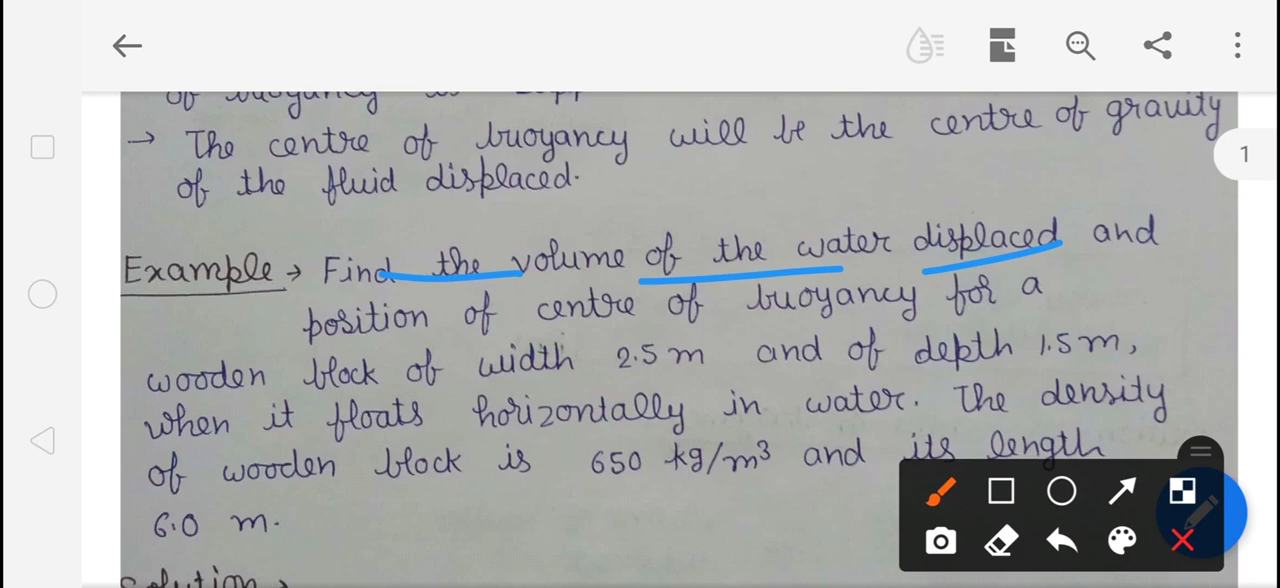 → The centre of buoyancy will be the centre of gravity
of the fluid displaced.
1
Example → Find the volume of the water displaced and
position of centre of buoyancy for a
wooden block of width 2.5 m and of depth 1.5 m,
when it floats horizontally in water. The density
of wooden block is 650 kg/m³ and its length
6.0 m.
Solution →